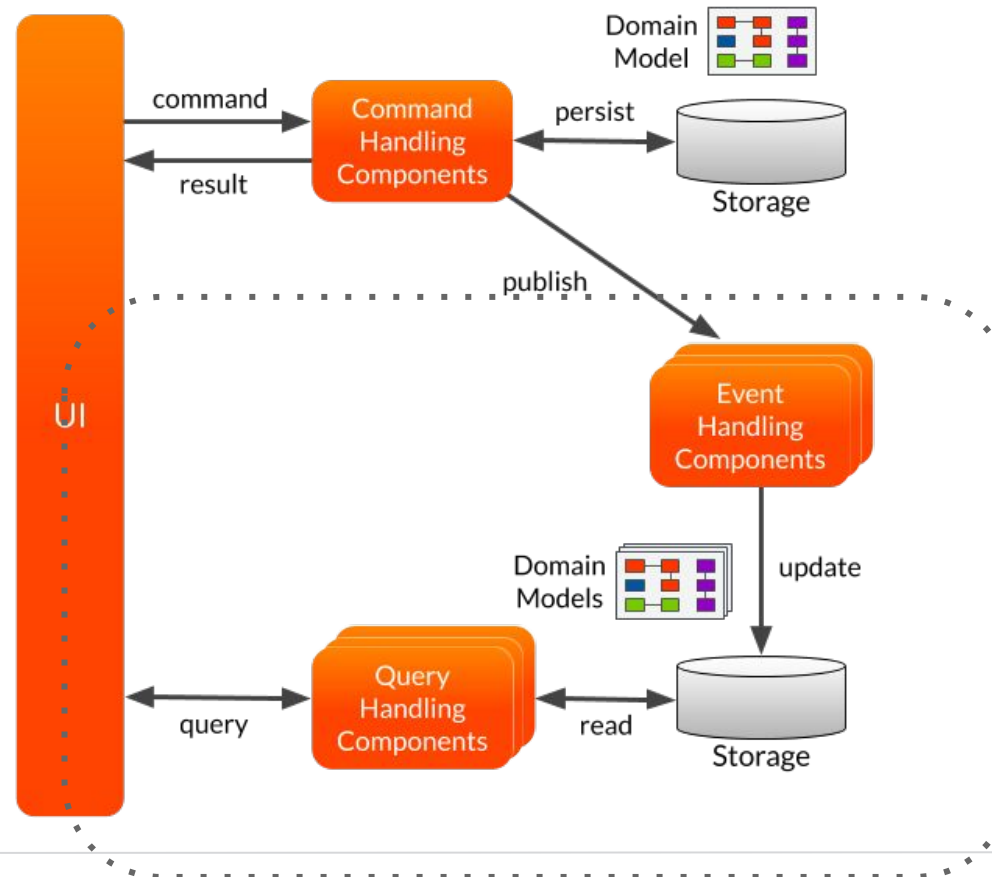 Domain
Model
command
Command
Handling
Components
persist
result
Storage
publish
UI
Event
Handling
Components
Domain
Models
update
Query
Handling
Components
query
read
Storage